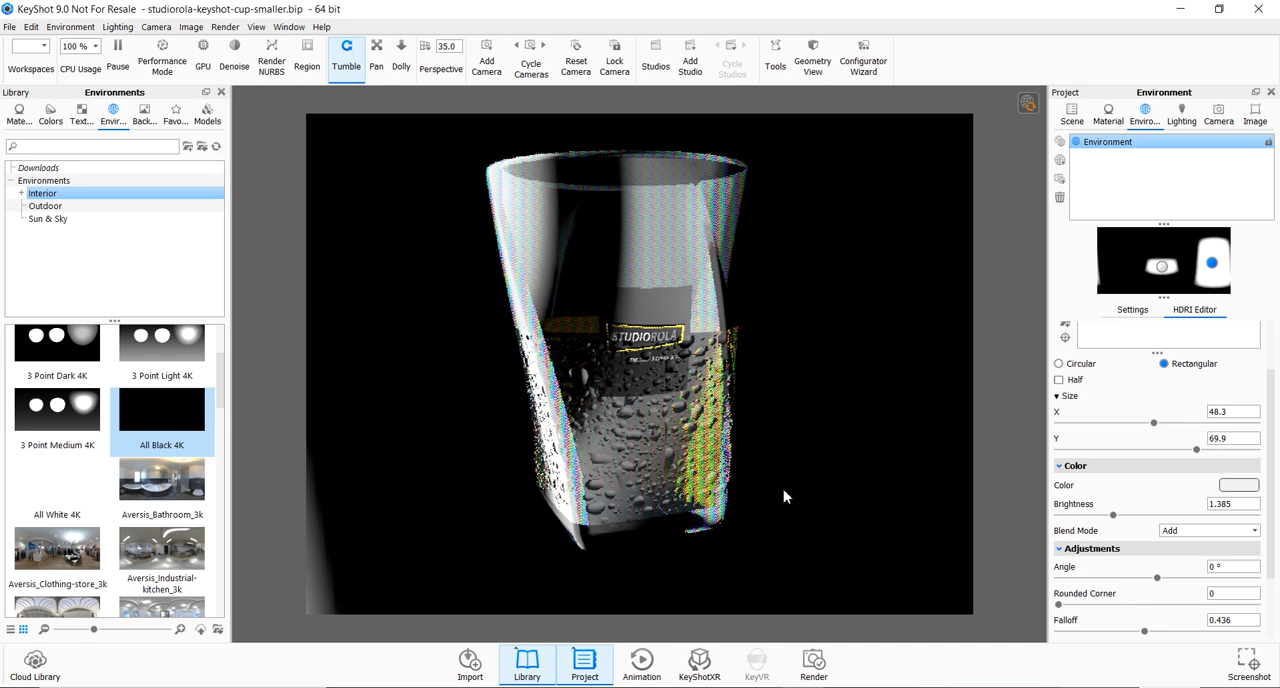 KeyShot 9.0 Not For Resale - studiorola-keyshot-cup-smaller.bip - 64 bit
File Edit Environment Lighting Camera Image Render View Window Help
100 %
35.0
Workspaces CPU Usage Pause Performance Mode GPU Denoise Render NURBS Region Tumble Pan Dolly Perspective Add Camera Cycle Cameras Reset Camera Lock Camera Studios Add Studio Cycle Studios Tools Geometry View Configurator Wizard
Library Environments
Mate... Colors Text... Envir... Back... Favo... Models
Downloads
Environments
Interior
Outdoor
Sun & Sky
3 Point Dark 4K 3 Point Light 4K
3 Point Medium 4K All Black 4K
All White 4K Aversis_Bathroom_3k
Aversis_Clothing-store_3k Aversis_Industrial-kitchen_3k
STUDIOROLA
Project Environment
Scene Material Enviro... Lighting Camera Image
Environment
Settings HDRI Editor
Circular Rectangular
Half
Size
X 48.3
Y 69.9
Color
Color
Brightness 1.385
Blend Mode Add
Adjustments
Angle 0 °
Rounded Corner 0
Falloff 0.436
Cloud Library Import Library Project Animation KeyShotXR KeyVR Render Screenshot